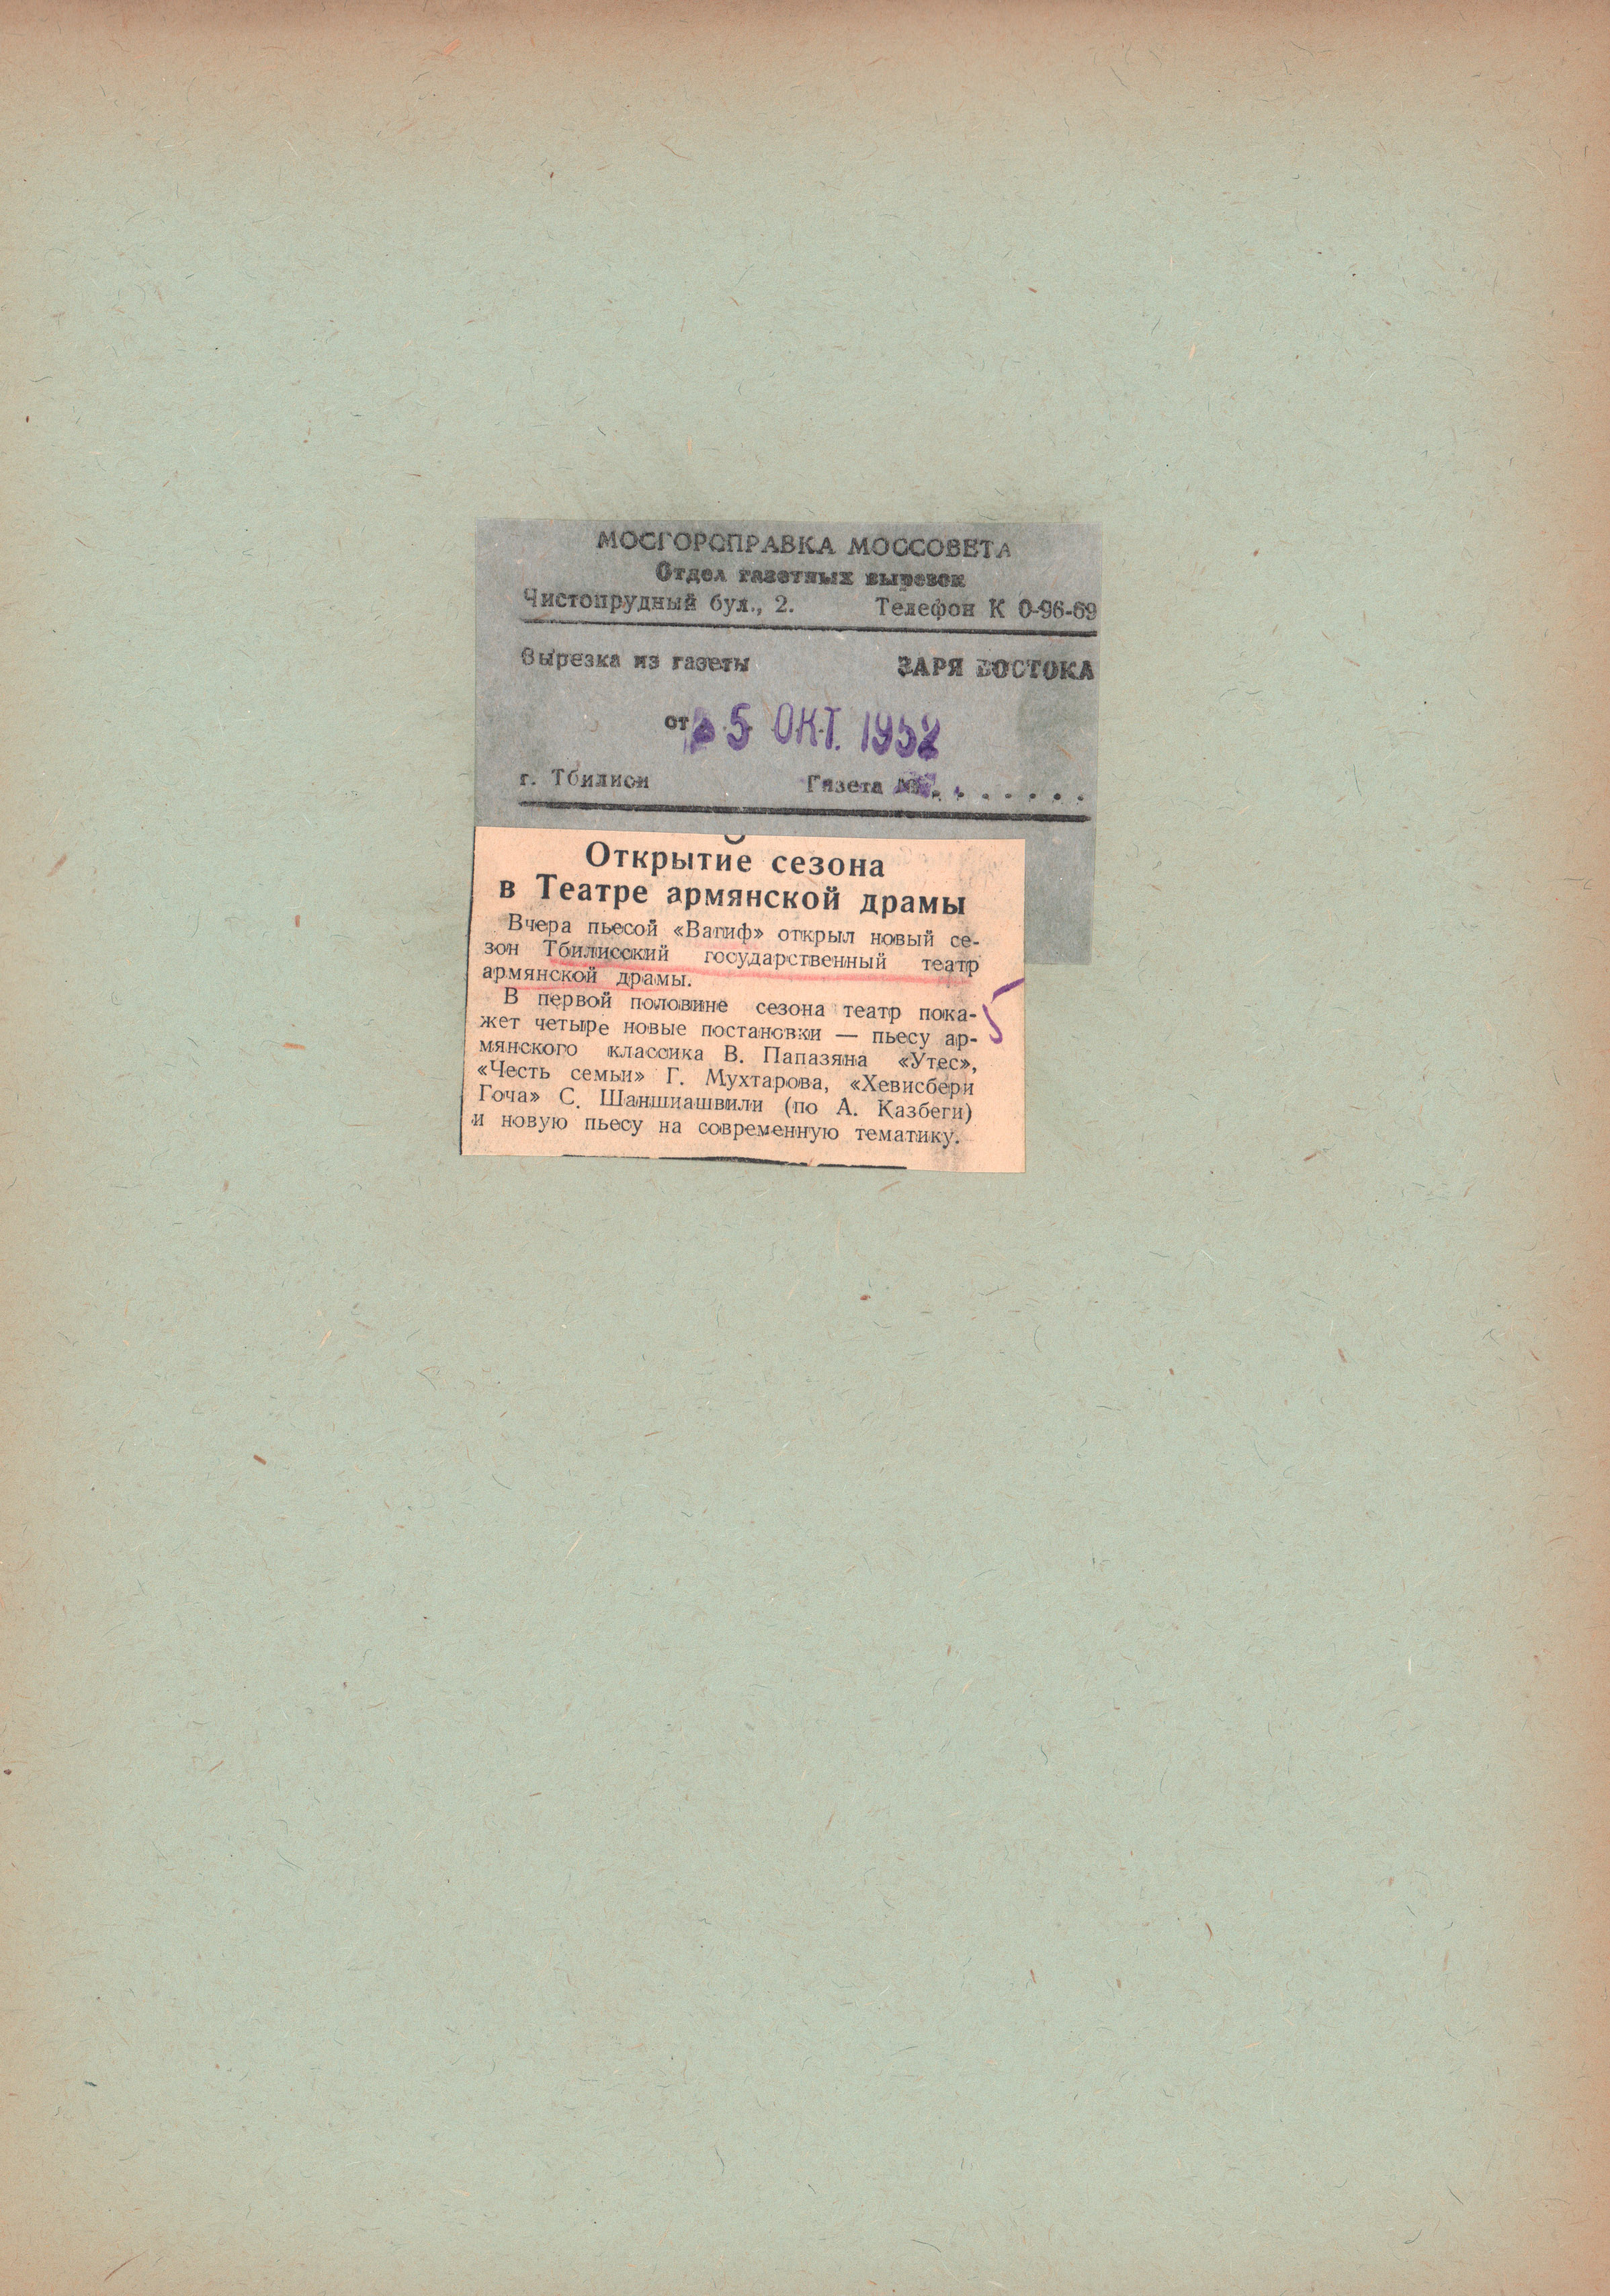 МОСГОРСПРАВКА МОССОВЕТА
Отдел газетных вырезок
Чистопрудный бул., 2. Телефон К 0-96-69
Вырезка из газеты ЗАРЯ ВОСТОКА
от 5 ОКТ. 1952
г. Тбилиси Газета №
Открытие сезона
в Театре армянской драмы
Вчера пьесой «Вагиф» открыл новый се-
зон Тбилисский государственный театр
армянской драмы.
В первой половине сезона театр пока-
жет четыре новые постановки — пьесу ар-
мянского классика В. Папазяна «Утес»,
«Честь семьи» Г. Мухтарова, «Хевисбери
Гоча» С. Шаншиашвили (по А. Казбеги)
и новую пьесу на современную тематику.